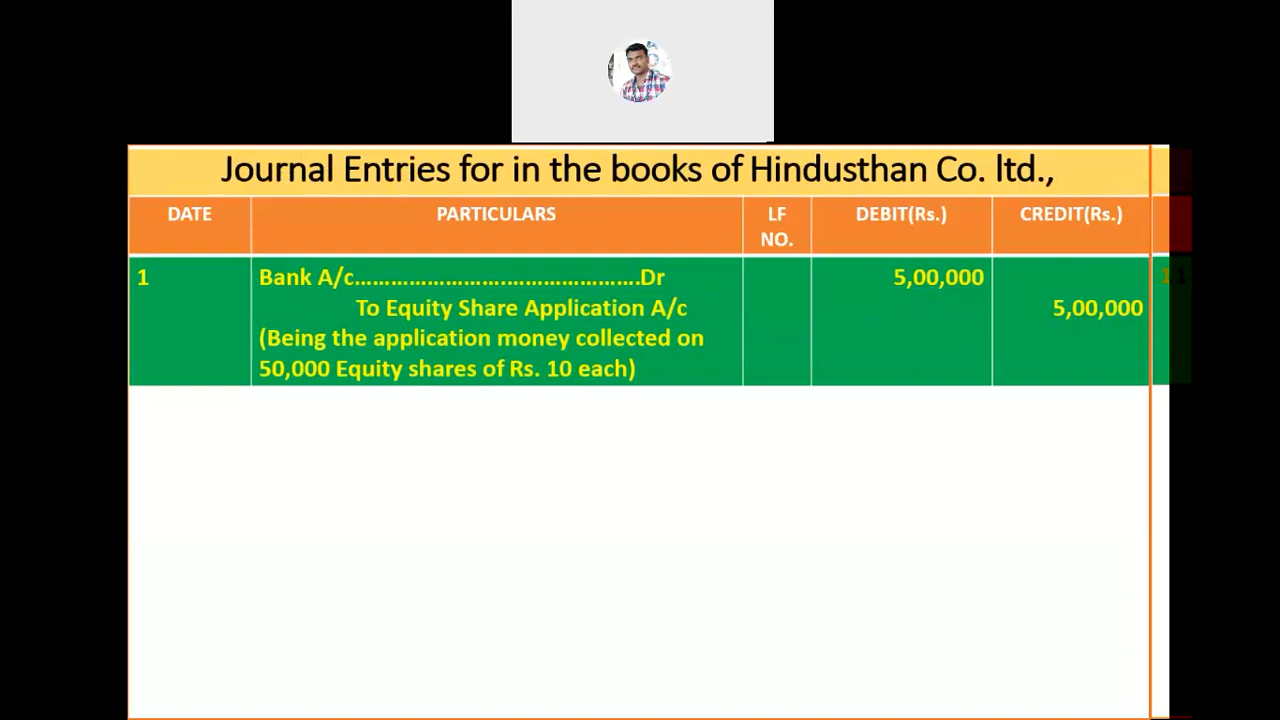 Journal Entries for in the books of Hindusthan Co. ltd.,
DATE PARTICULARS LF NO. DEBIT(Rs.) CREDIT(Rs.)
1 Bank A/c……………………..………………….Dr 5,00,000
To Equity Share Application A/c 5,00,000
(Being the application money collected on
50,000 Equity shares of Rs. 10 each)